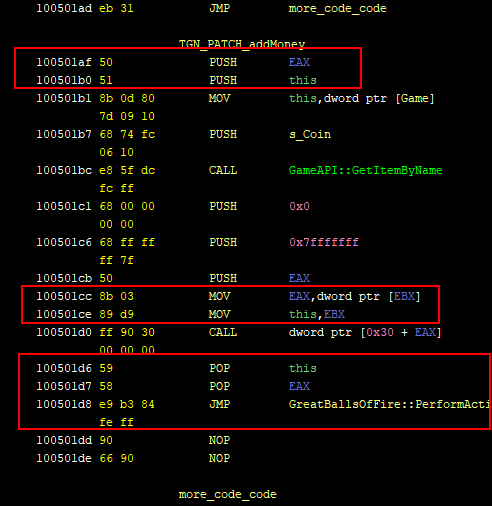 100501ad eb 31 JMP more_code_code
TGN_PATCH_addMoney
100501af 50 PUSH EAX
100501b0 51 PUSH this
100501b1 8b 0d 80 MOV this,dword ptr [Game]
7d 09 10
100501b7 68 74 fc PUSH s_Coin
06 10
100501bc e8 5f dc CALL GameAPI::GetItemByName
fc ff
100501c1 68 00 00 PUSH 0x0
00 00
100501c6 68 ff ff PUSH 0x7fffffff
ff 7f
100501cb 50 PUSH EAX
100501cc 8b 03 MOV EAX,dword ptr [EBX]
100501ce 89 d9 MOV this,EBX
100501d0 ff 90 30 CALL dword ptr [0x30 + EAX]
00 00 00
100501d6 59 POP this
100501d7 58 POP EAX
100501d8 e9 b3 84 JMP GreatBallsOfFire::PerformActi
fe ff
100501dd 90 NOP
100501de 66 90 NOP
more_code_code